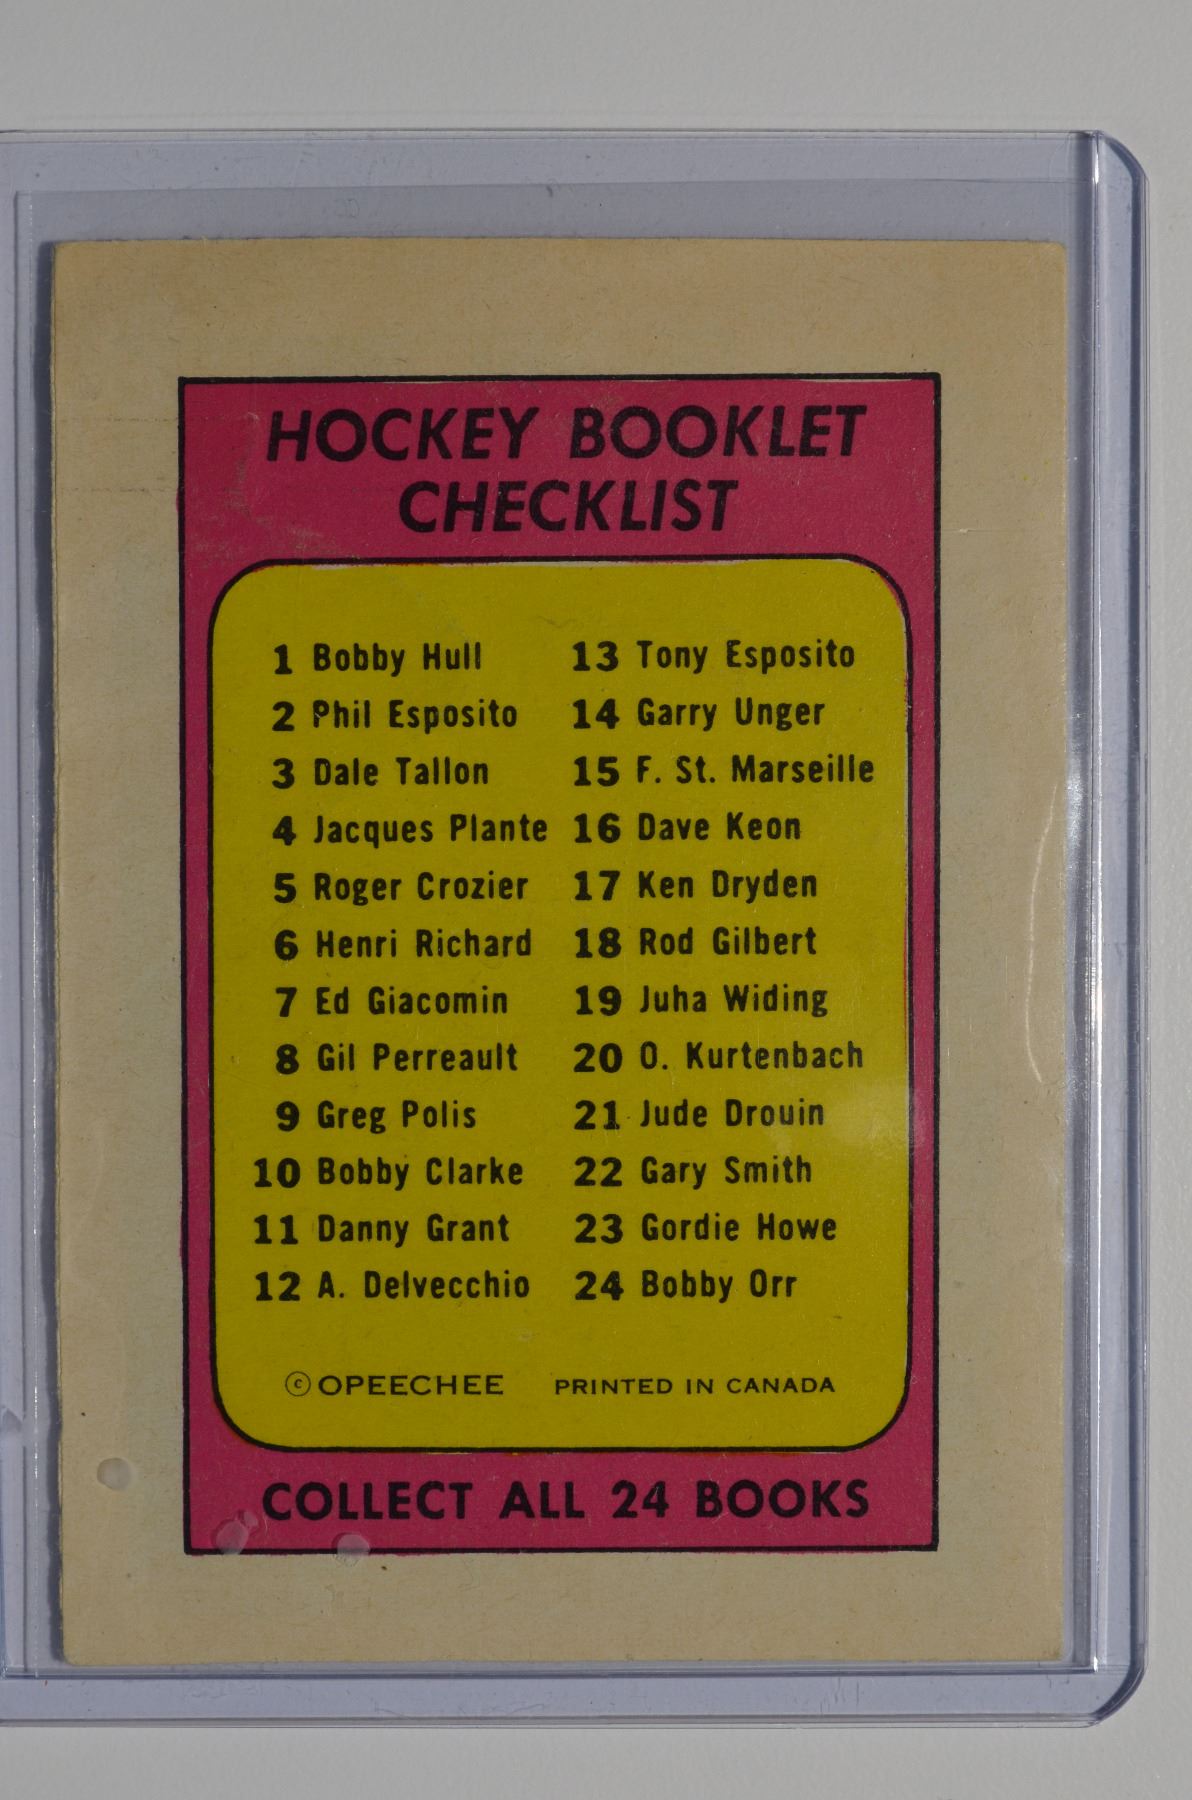 HOCKEY BOOKLET
CHECKLIST
1 Bobby Hull
2 Phil Esposito
3 Dale Tallon
4 Jacques Plante
5 Roger Crozier
6 Henri Richard
7 Ed Giacomin
8 Gil Perreault
9 Greg Polis
10 Bobby Clarke
11 Danny Grant
12 A. Delvecchio
13 Tony Esposito
14 Garry Unger
15 F. St. Marseille
16 Dave Keon
17 Ken Dryden
18 Rod Gilbert
19 Juha Widing
20 O. Kurtenbach
21 Jude Drouin
22 Gary Smith
23 Gordie Howe
24 Bobby Orr
© OPEECHEE PRINTED IN CANADA
COLLECT ALL 24 BOOKS